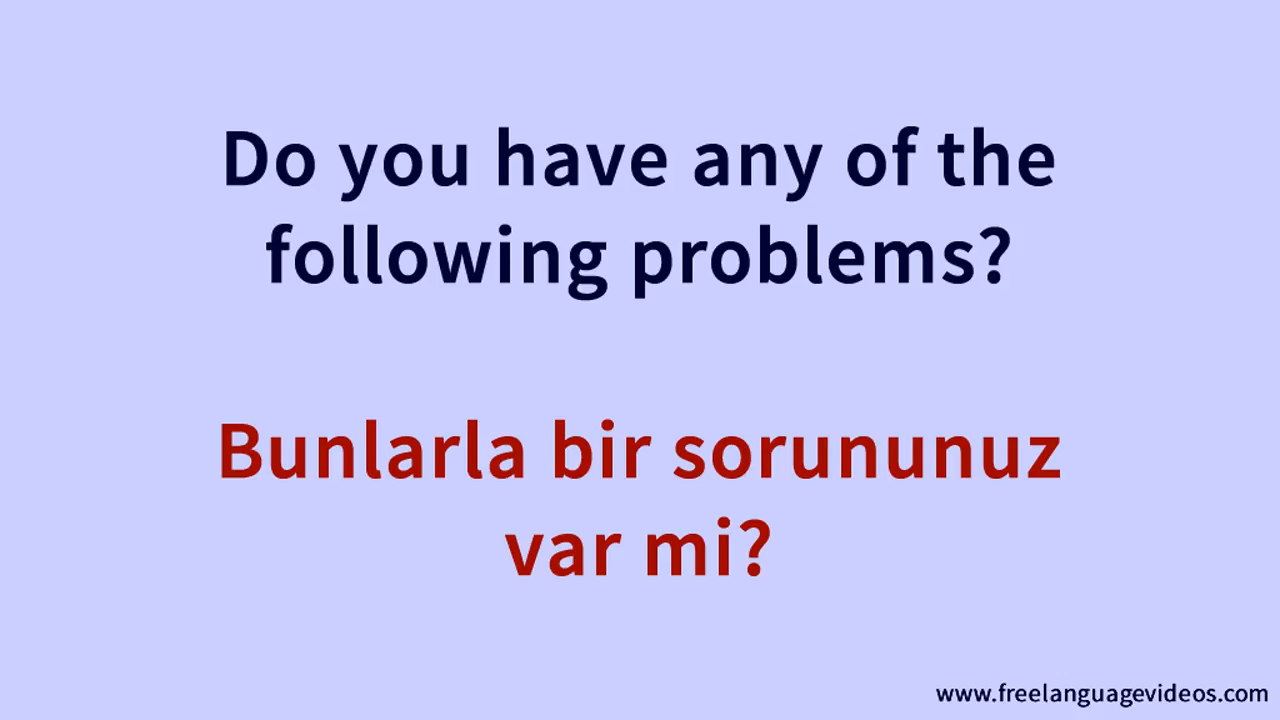 Do you have any of the
following problems?
Bunlarla bir sorununuz
var mi?
www.freelanguagevideos.com